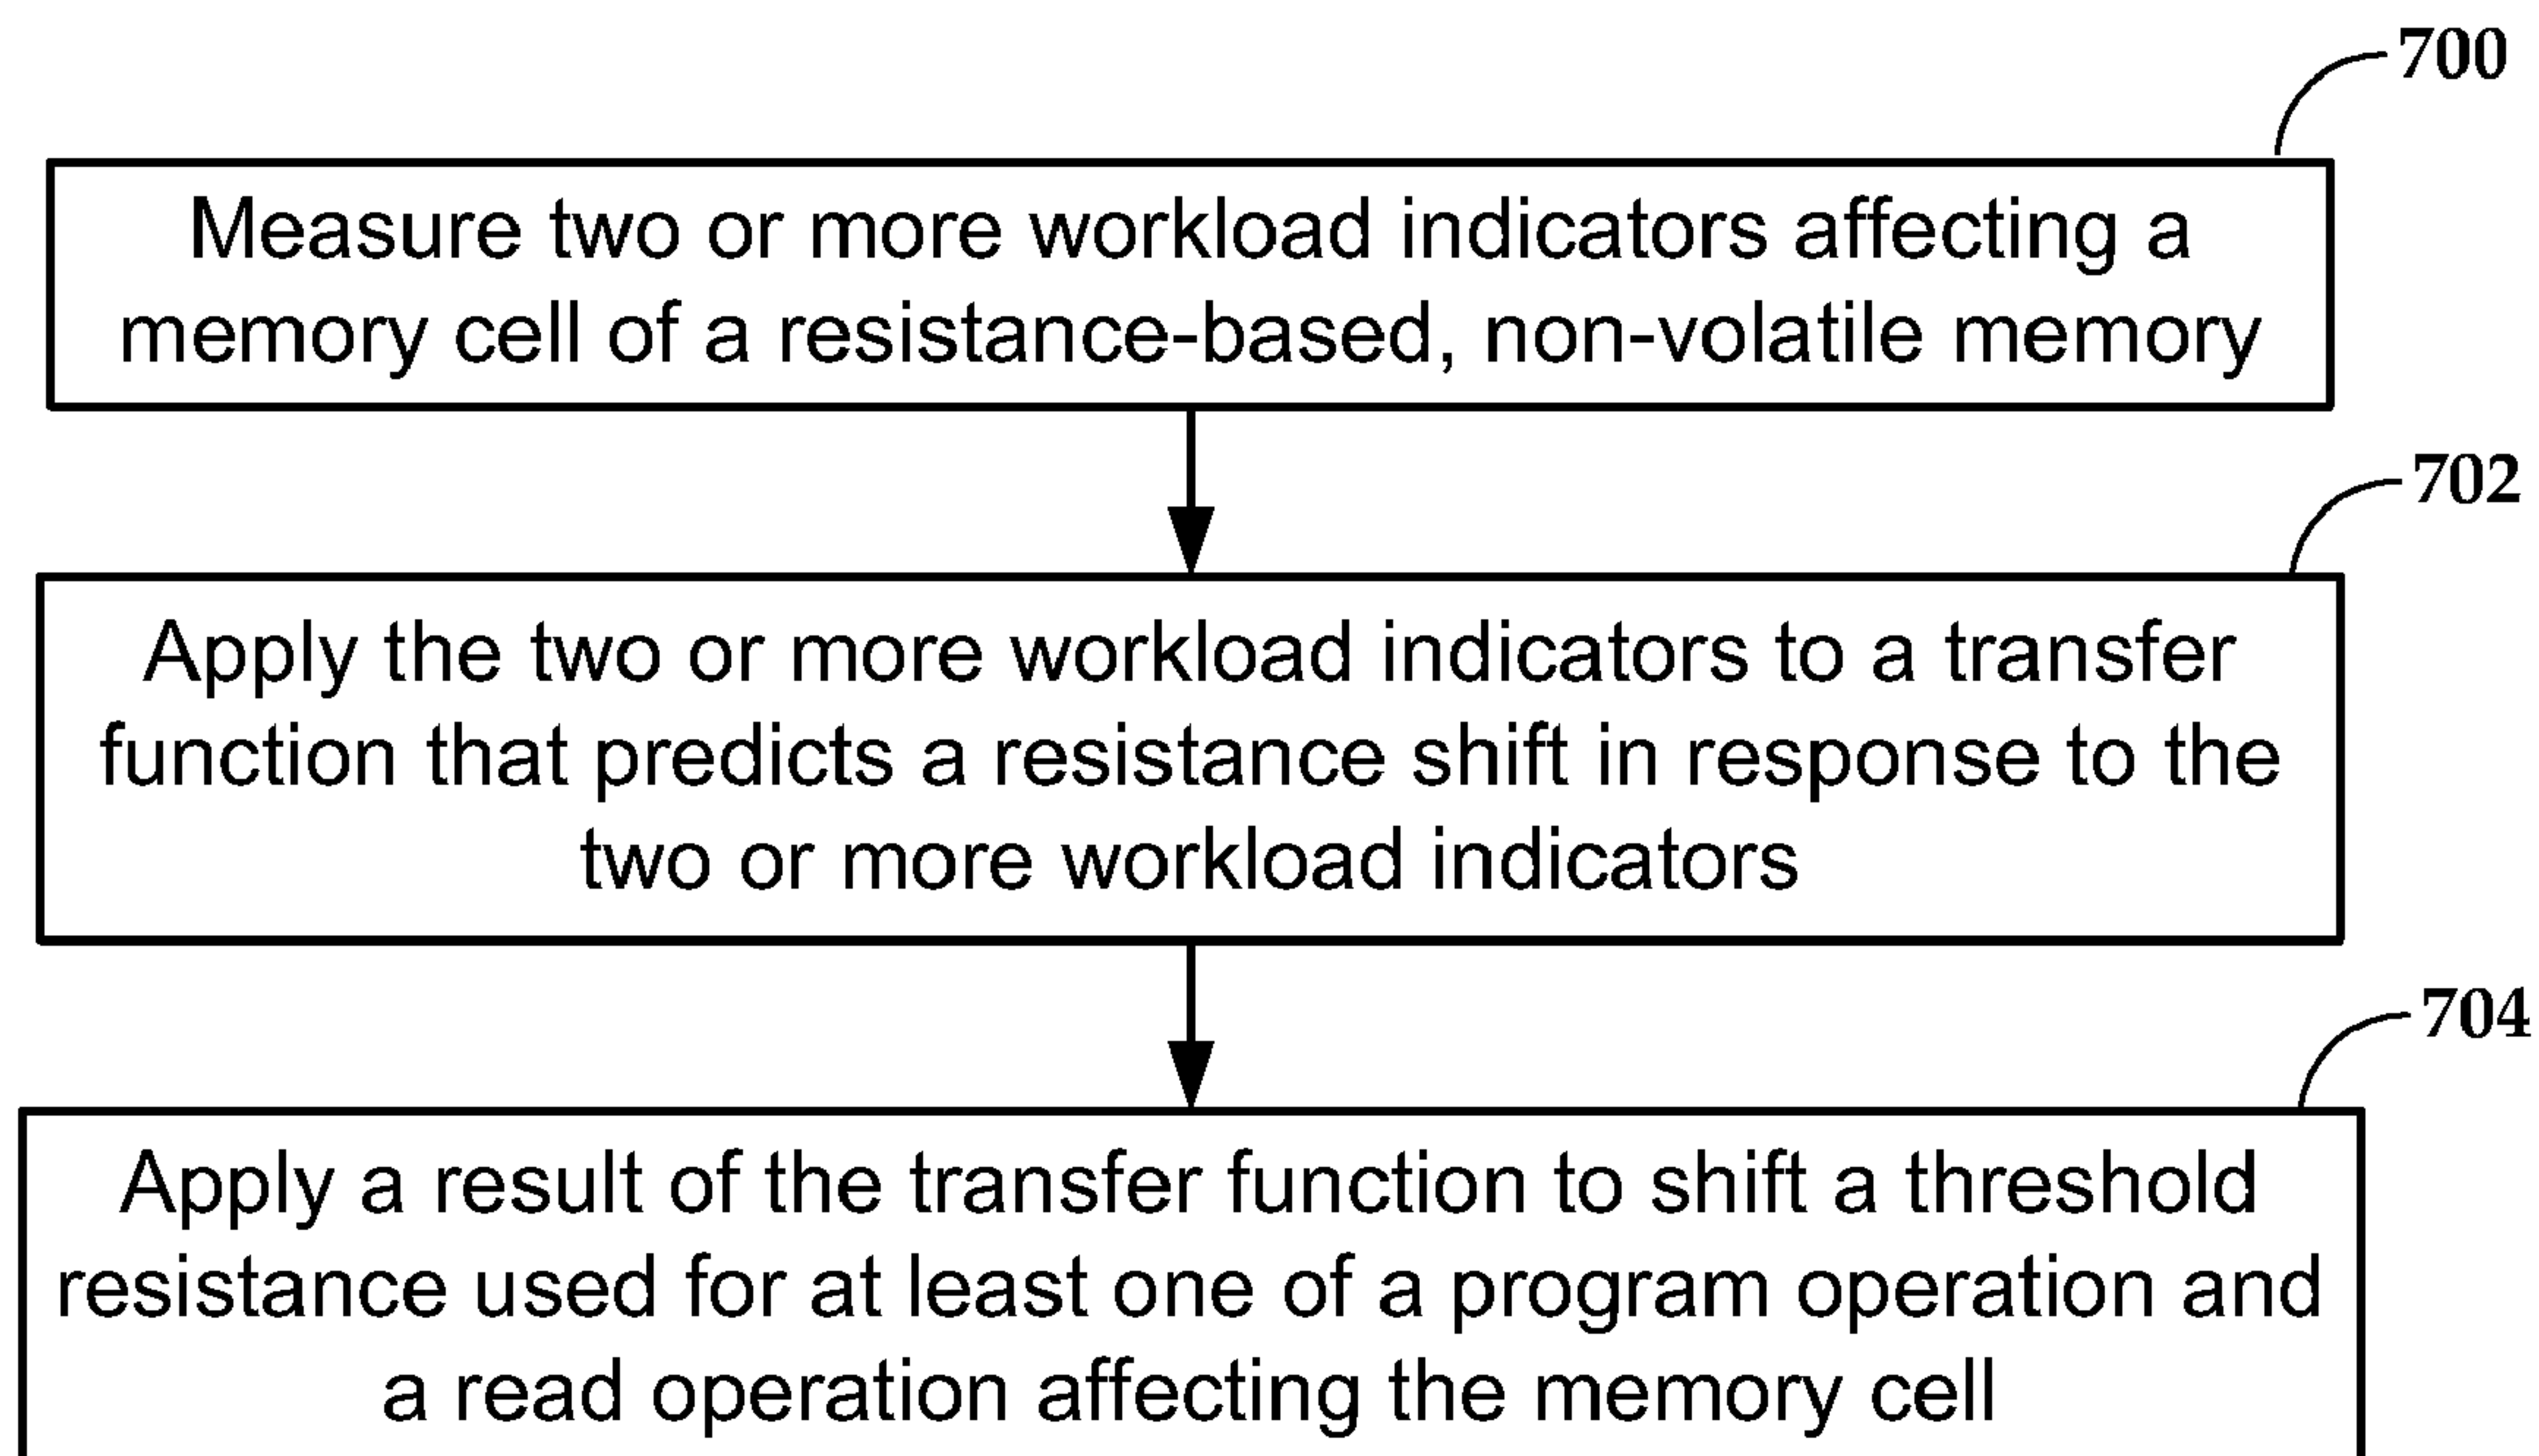 700
Measure two or more workload indicators affecting a
memory cell of a resistance-based, non-volatile memory
702
Apply the two or more workload indicators to a transfer
function that predicts a resistance shift in response to the
two or more workload indicators
704
Apply a result of the transfer function to shift a threshold
resistance used for at least one of a program operation and
a read operation affecting the memory cell